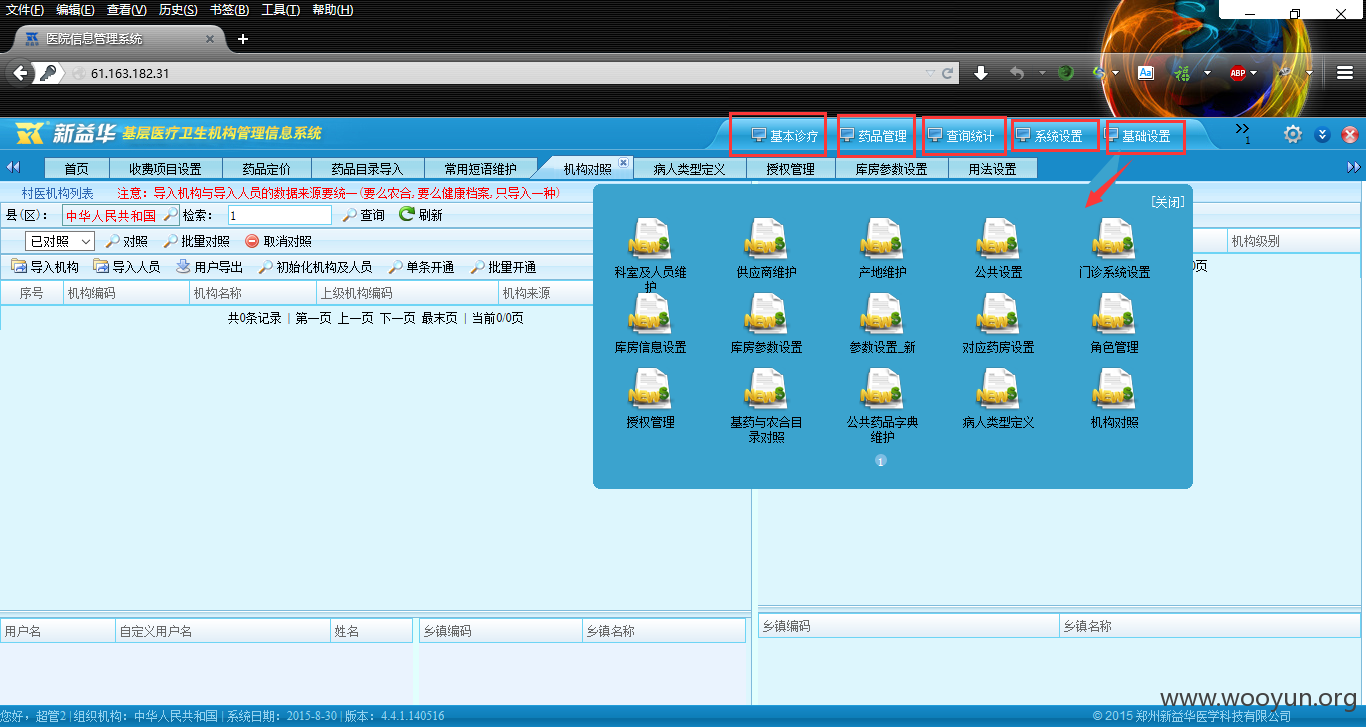 文件(F) 编辑(E) 查看(V) 历史(S) 书签(B) 工具(T) 帮助(H)
医院信息管理系统
61.163.182.31
Aa 福 ABP
新益华 基层医疗卫生机构管理信息系统 基本诊疗 药品管理 查询统计 系统设置 基础设置 1
首页 收费项目设置 药品定价 药品目录导入 常用短语维护 机构对照 病人类型定义 授权管理 库房参数设置 用法设置
村医机构列表 注意: 导入机构与导入人员的数据来源要统一(要么农合,要么健康档案,只导入一种)
县(区): 中华人民共和国 检索: 1 查询 刷新
已对照 对照 批量对照 取消对照
导入机构 导入人员 用户导出 初始化机构及人员 单条开通 批量开通
序号 机构编码 机构名称 上级机构编码 机构来源
共0条记录 | 第一页 上一页 下一页 最末页 | 当前0/0页
机构级别
0页
[关闭]
科室及人员维护 供应商维护 产地维护 公共设置 门诊系统设置
库房信息设置 库房参数设置 参数设置_新 对应药房设置 角色管理
授权管理 基药与农合目录对照 公共药品字典维护 病人类型定义 机构对照
1
用户名 自定义用户名 姓名 乡镇编码 乡镇名称 乡镇编码 乡镇名称
www.wooyun.org
您好, 超管2 | 组织机构: 中华人民共和国 | 系统日期: 2015-8-30 | 版本: 4.4.1.140516
© 2015 郑州新益华医学科技有限公司